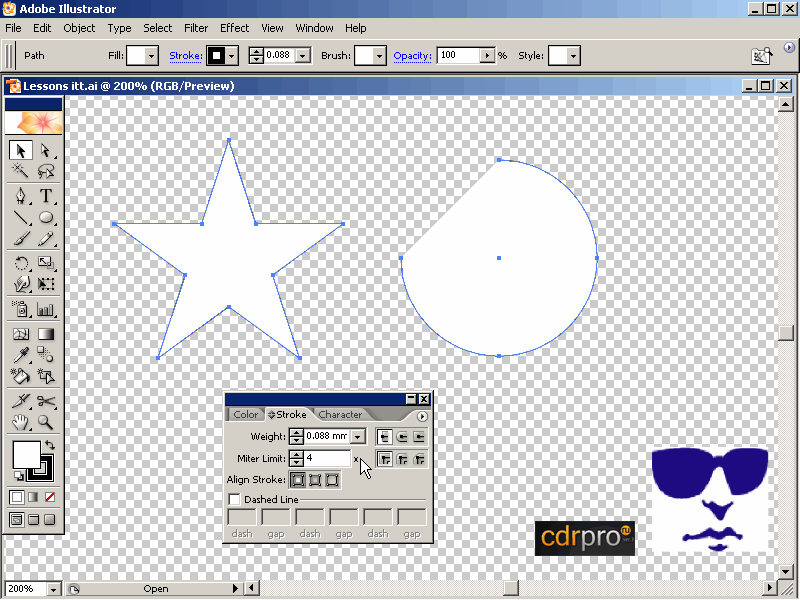 Adobe Illustrator
File Edit Object Type Select Filter Effect View Window Help
Path Fill: Stroke: 0.088 Brush: Opacity: 100 % Style:
Lessons itt.ai @ 200% (RGB/Preview)
T
Color Stroke Character
Weight: 0.088 mm
Miter Limit: 4 x
Align Stroke:
Dashed Line
dash gap dash gap dash gap
cdrpro ru
200% Open